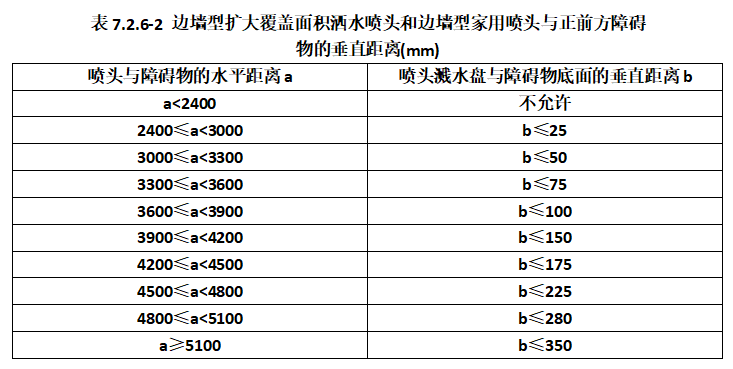 表 7.2.6-2 边墙型扩大覆盖面积洒水喷头和边墙型家用喷头与正前方障碍
物的垂直距离(mm)
喷头与障碍物的水平距离 a 喷头溅水盘与障碍物底面的垂直距离 b
a<2400 不允许
2400≤a<3000 b≤25
3000≤a<3300 b≤50
3300≤a<3600 b≤75
3600≤a<3900 b≤100
3900≤a<4200 b≤150
4200≤a<4500 b≤175
4500≤a<4800 b≤225
4800≤a<5100 b≤280
a≥5100 b≤350